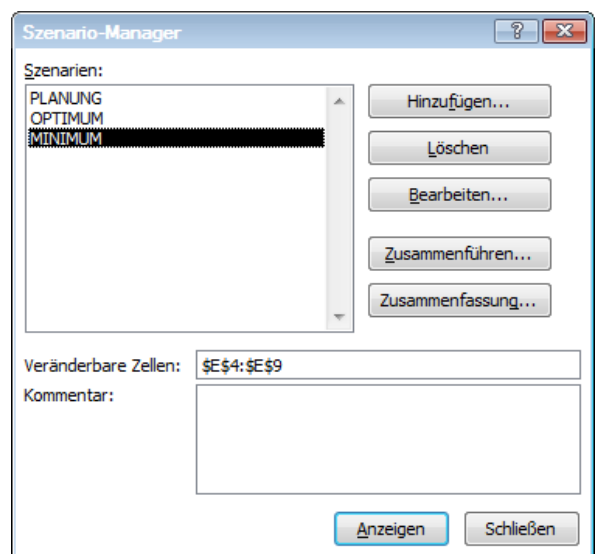 Szenario-Manager
Szenarien:
PLANUNG
OPTIMUM
MINIMUM
Hinzufügen...
Löschen
Bearbeiten...
Zusammenführen...
Zusammenfassung...
Veränderbare Zellen: $E$4:$E$9
Kommentar:
Anzeigen Schließen